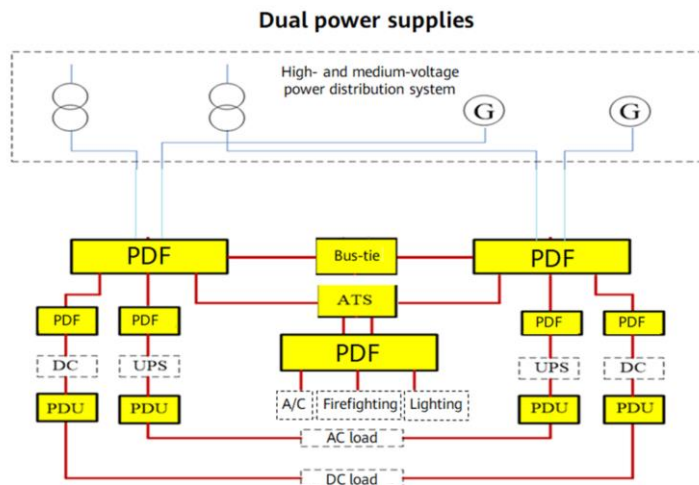 Dual power supplies
High- and medium-voltage
power distribution system
G
G
PDF
Bus-tie
PDF
ATS
PDF
PDF
PDF
PDF
PDF
DC
UPS
UPS
DC
A/C
Firefighting
Lighting
PDU
PDU
PDU
PDU
AC load
DC load